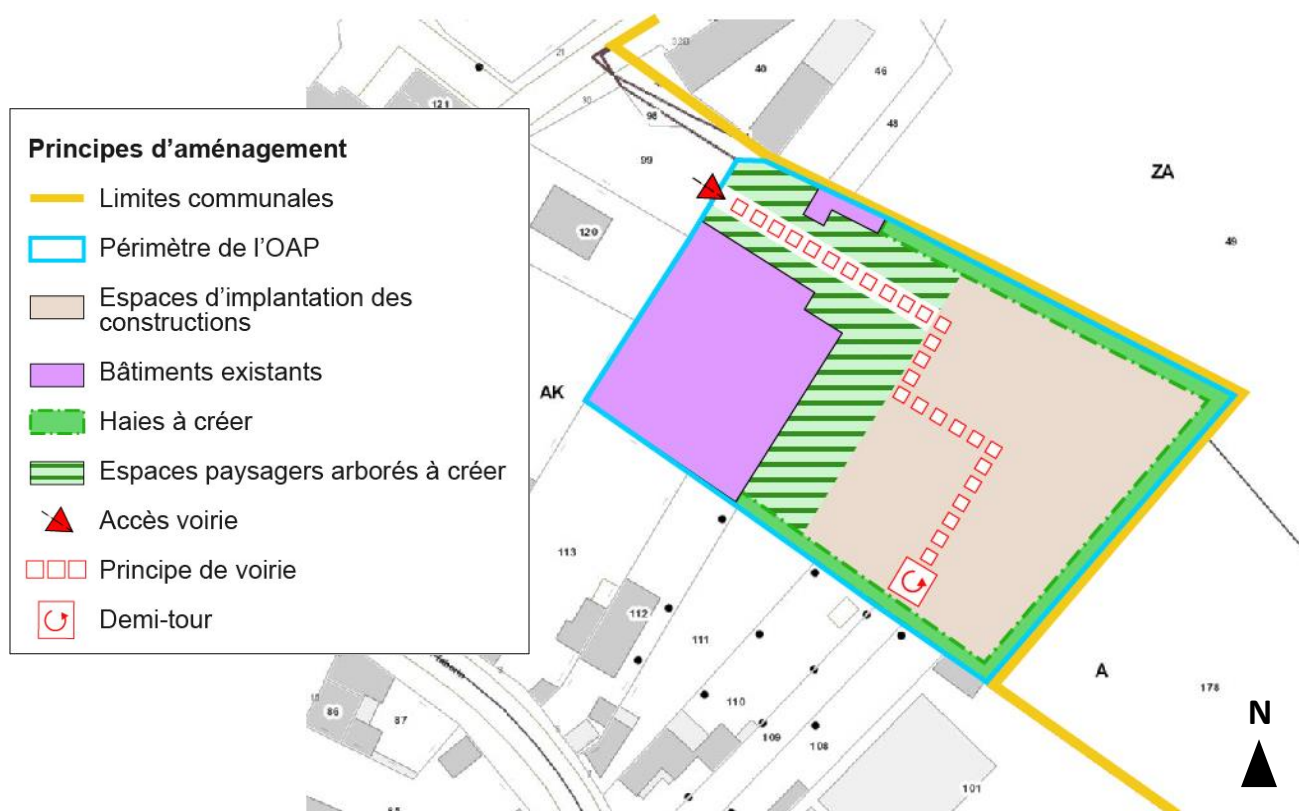 Principes d'aménagement
Limites communales
Périmètre de l'OAP
Espaces d'implantation des
constructions
Bâtiments existants
Haies à créer
Espaces paysagers arborés à créer
Accès voirie
Principe de voirie
Demi-tour
21
40
46
121
98
48
99
ZA
120
49
AK
113
112
111
A
178
110
86
87
109
108
101
N